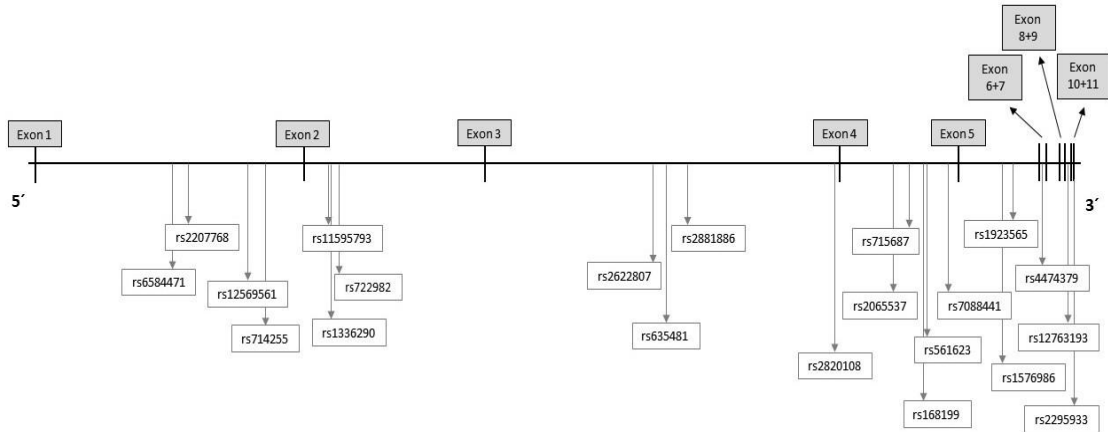 Exon
8+9
Exon
6+7
Exon
10+11
Exon 1
Exon 2
Exon 3
Exon 4
Exon 5
5´
3´
rs2207768
rs11595793
rs2881886
rs715687
rs1923565
rs6584471
rs2622807
rs4474379
rs12569561
rs722982
rs2065537
rs7088441
rs714255
rs1336290
rs635481
rs12763193
rs561623
rs2820108
rs1576986
rs168199
rs2295933